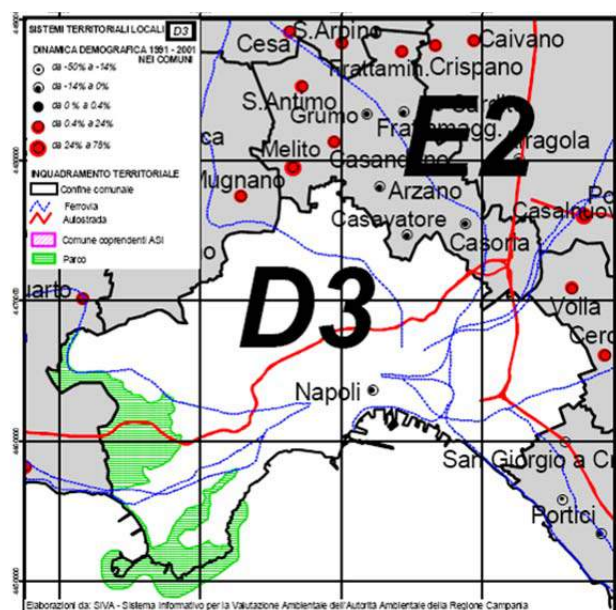 SISTEMI TERRITORIALI LOCALI D3
DINAMICA DEMOGRAFICA 1991 - 2001
NEI COMUNI
da -50% a -14%
da -14% a 0%
da 0 % a 0.4%
da 0.4% a 24%
da 24% a 78%
INQUADRAMENTO TERRITORIALE
Confine comunale
Ferrovia
Autostrada
Comune coprendenti ASI
Parco
S.Arpino
Cesa
Caivano
Frattamin.
Crispano
S.Antimo
Grumo
Frattamagg.
E2
Melito
Casandrino
Mugnano
Arzano
Casavatore
Casoria
Casalnuovo
D3
Volla
Napoli
San Giorgio a Cr
Portici
Elaborazioni da: SIVA - Sistema Informativo per la Valutazione Ambientale dell'Autorità Ambientale della Regione Campania